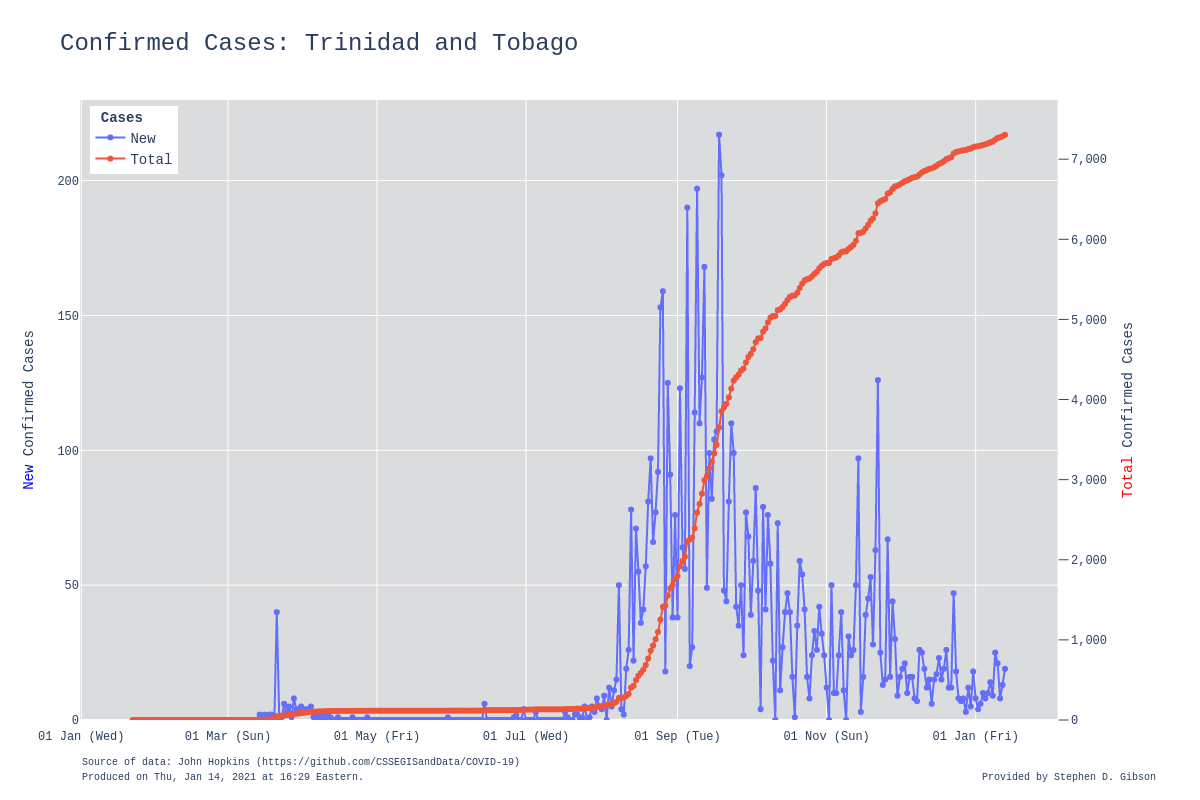 Confirmed Cases: Trinidad and Tobago
Cases
New
Total
200
150
100
50
0
7,000
6,000
5,000
4,000
3,000
2,000
1,000
0
New Confirmed Cases
Total Confirmed Cases
01 Jan (Wed) 01 Mar (Sun) 01 May (Fri) 01 Jul (Wed) 01 Sep (Tue) 01 Nov (Sun) 01 Jan (Fri)
Source of data: John Hopkins (https://github.com/CSSEGISandData/COVID-19)
Produced on Thu, Jan 14, 2021 at 16:29 Eastern.
Provided by Stephen D. Gibson